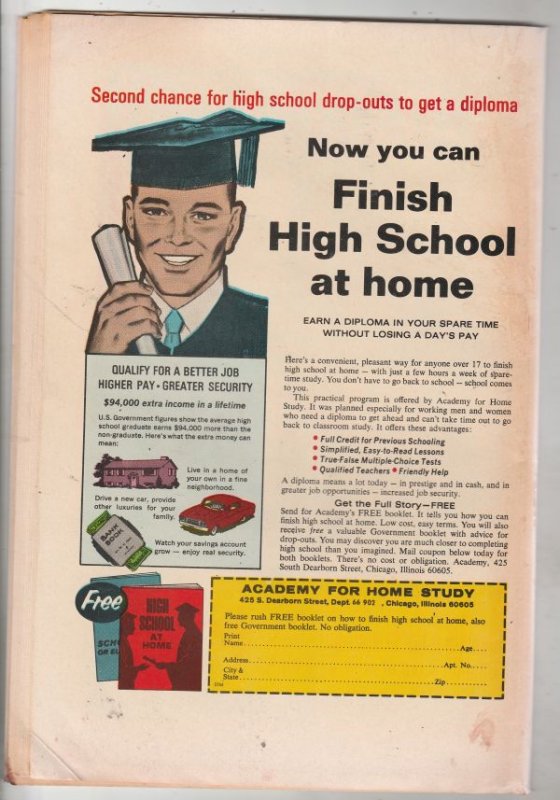 Second chance for high school drop-outs to get a diploma
Now you can
Finish
High School
at home
EARN A DIPLOMA IN YOUR SPARE TIME
WITHOUT LOSING A DAY'S PAY
QUALIFY FOR A BETTER JOB
HIGHER PAY • GREATER SECURITY
$94,000 extra income in a lifetime
U.S. Government figures show the average high
school graduate earns $94,000 more than the
non-graduate. Here's what the extra money can
mean:
Live in a home of
your own in a fine
neighborhood.
Drive a new car, provide
other luxuries for your
family.
BANK
BOOK
Watch your savings account
grow — enjoy real security.
Here's a convenient, pleasant way for anyone over 17 to finish
high school at home — with just a few hours a week of spare-
time study. You don't have to go back to school — school comes
to you.
This practical program is offered by Academy for Home
Study. It was planned especially for working men and women
who need a diploma to get ahead and can't take time out to go
back to classroom study. It offers these advantages:
• Full Credit for Previous Schooling
• Simplified, Easy-to-Read Lessons
• True-False Multiple-Choice Tests
• Qualified Teachers • Friendly Help
A diploma means a lot today — in prestige and in cash, and in
greater job opportunities — increased job security.
Get the Full Story—FREE
Send for Academy's FREE booklet. It tells you how you can
finish high school at home. Low cost, easy terms. You will also
receive free a valuable Government booklet with advice for
drop-outs. You may discover you are much closer to completing
high school than you imagined. Mail coupon below today for
both booklets. There's no cost or obligation. Academy, 425
South Dearborn Street, Chicago, Illinois 60605.
Free
HIGH
SCHOOL
AT
HOME
ACADEMY FOR HOME STUDY
425 S. Dearborn Street, Dept. 66 902 , Chicago, Illinois 60605
Please rush FREE booklet on how to finish high school at home, also
free Government booklet. No obligation.
Print
Name Age
Address Apt. No.
City &
State Zip